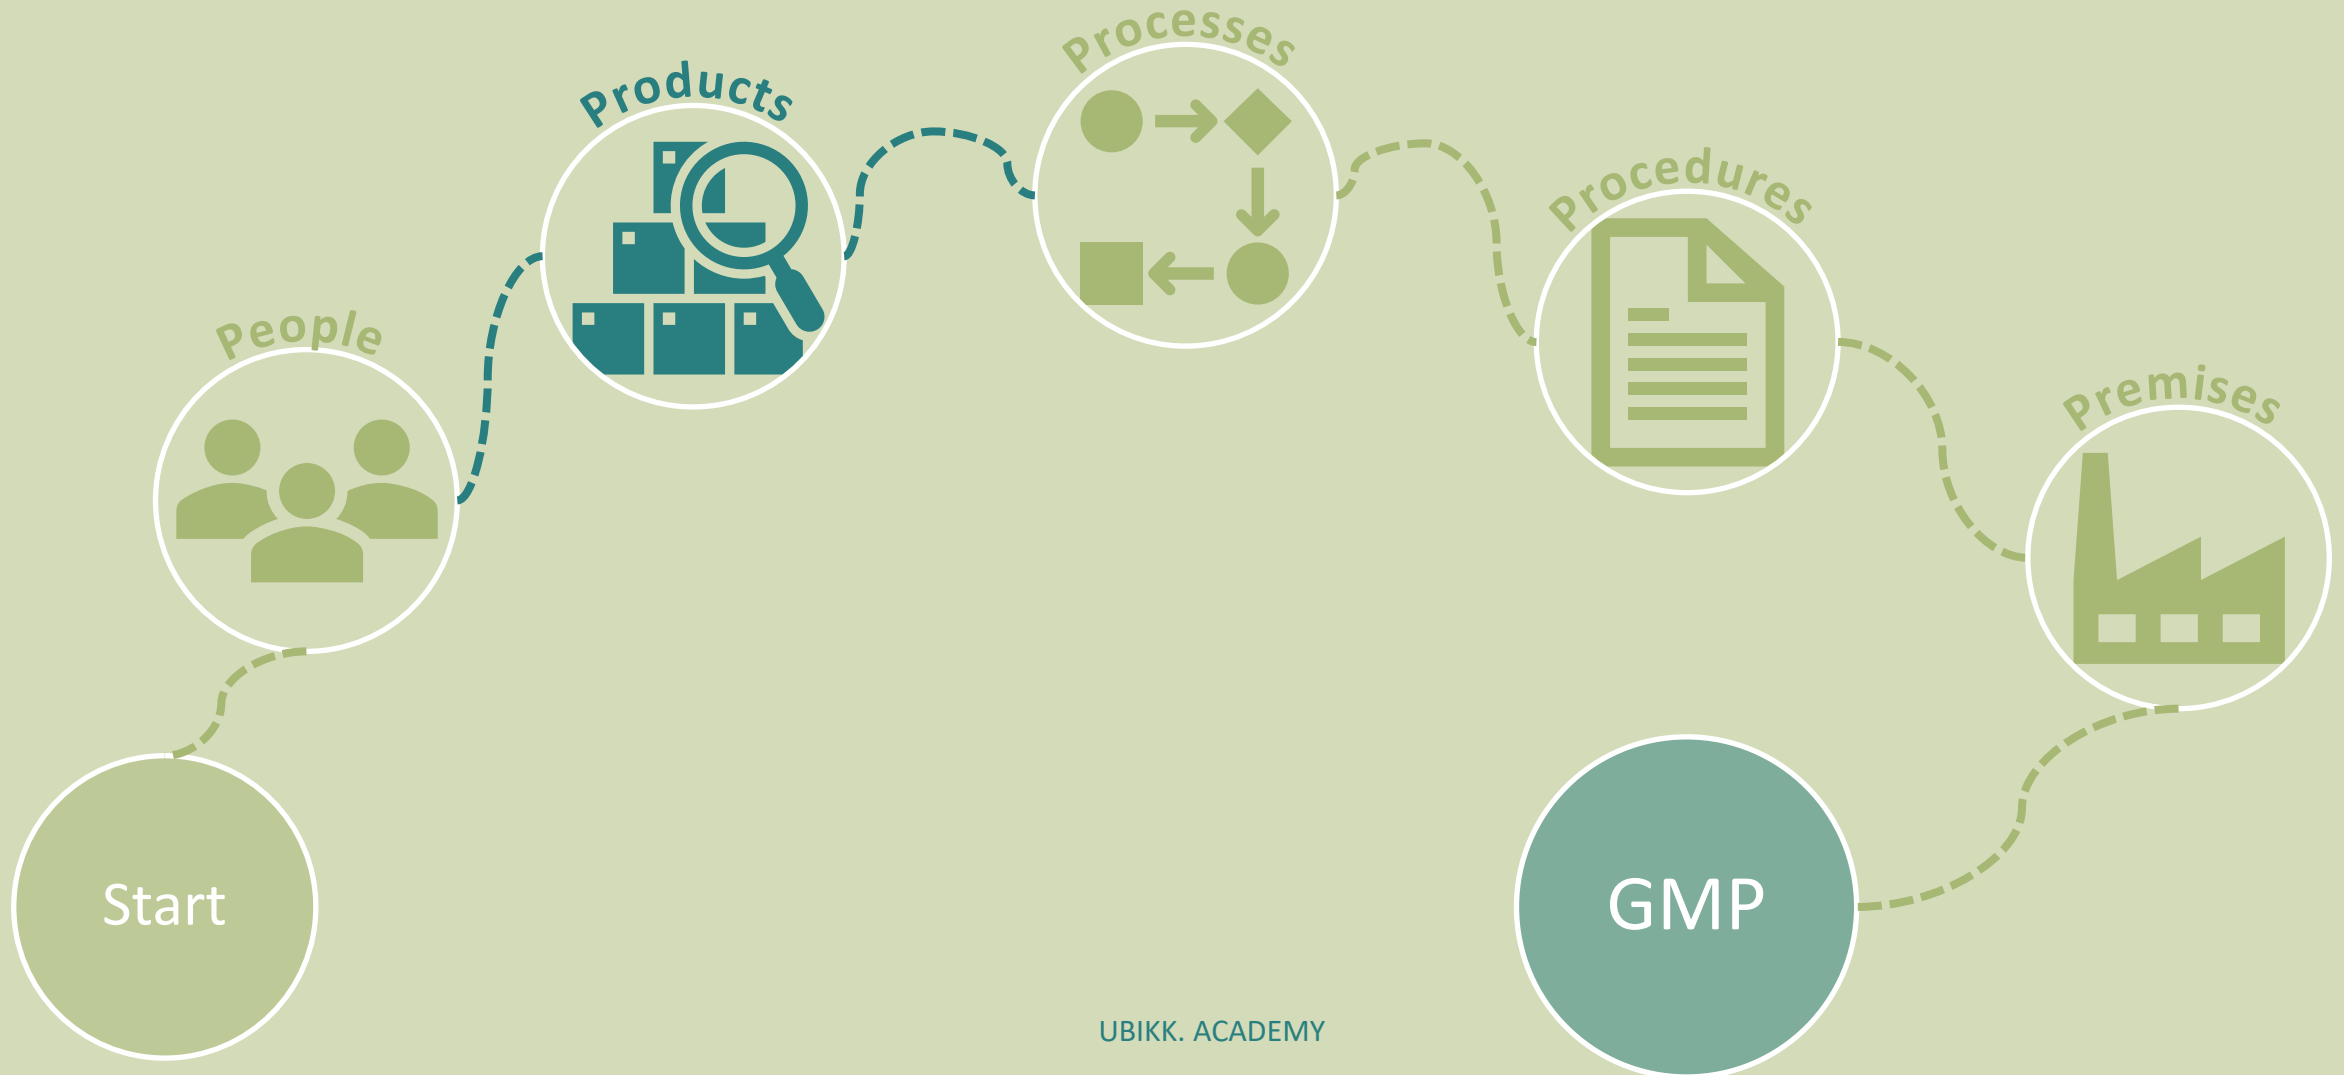 Start
People
Products
Processes
Procedures
Premises
GMP
UBIKK. ACADEMY